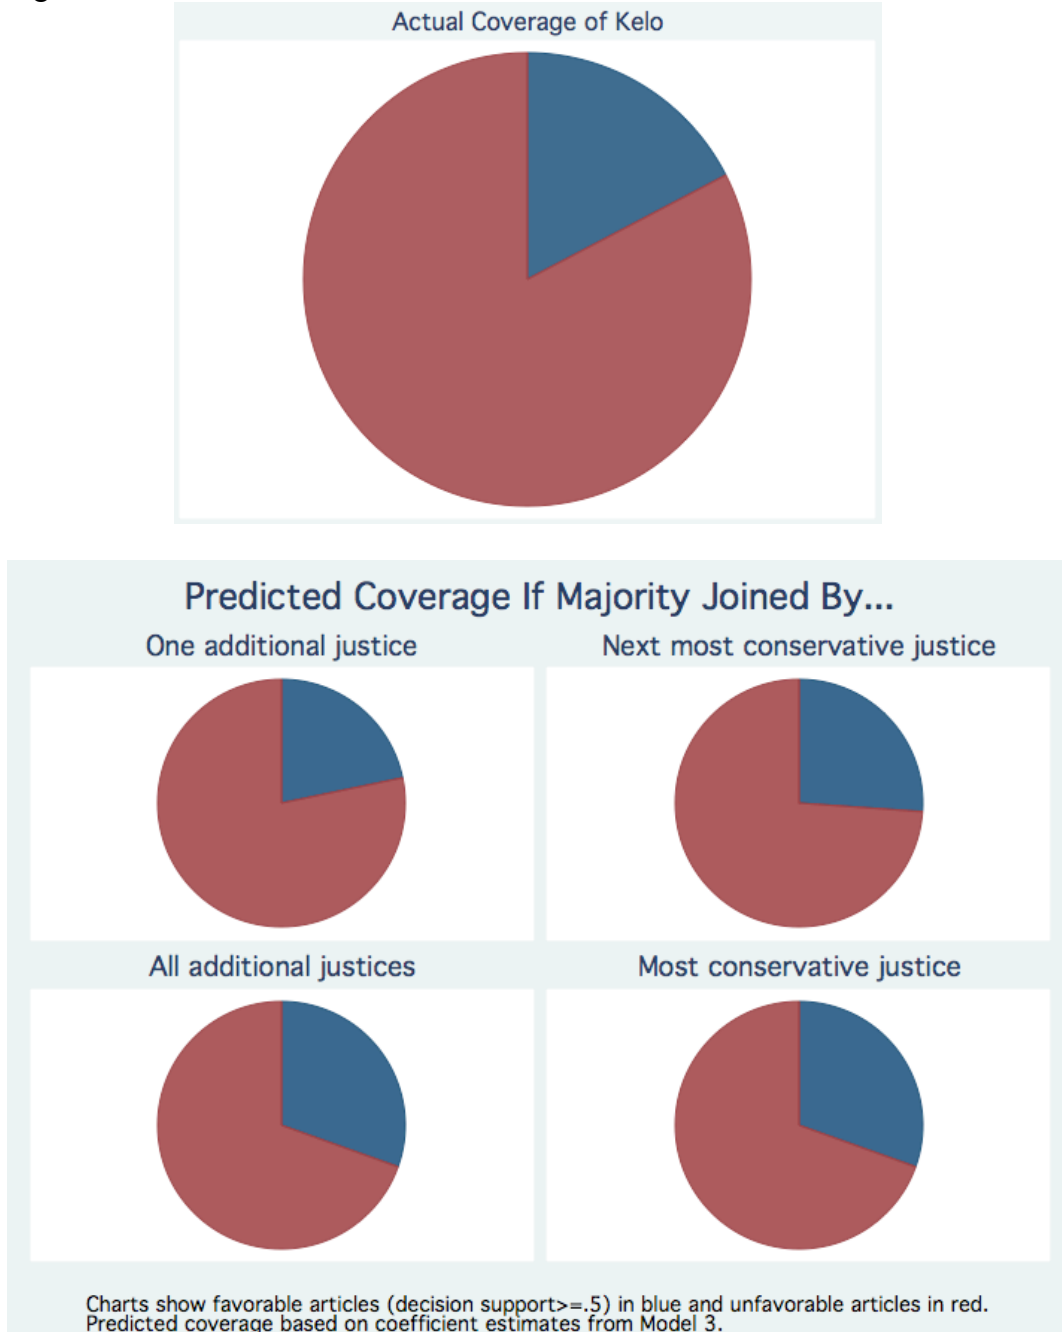 Actual Coverage of Kelo
Predicted Coverage If Majority Joined By...
One additional justice
Next most conservative justice
All additional justices
Most conservative justice
Charts show favorable articles (decision support>=.5) in blue and unfavorable articles in red.
Predicted coverage based on coefficient estimates from Model 3.